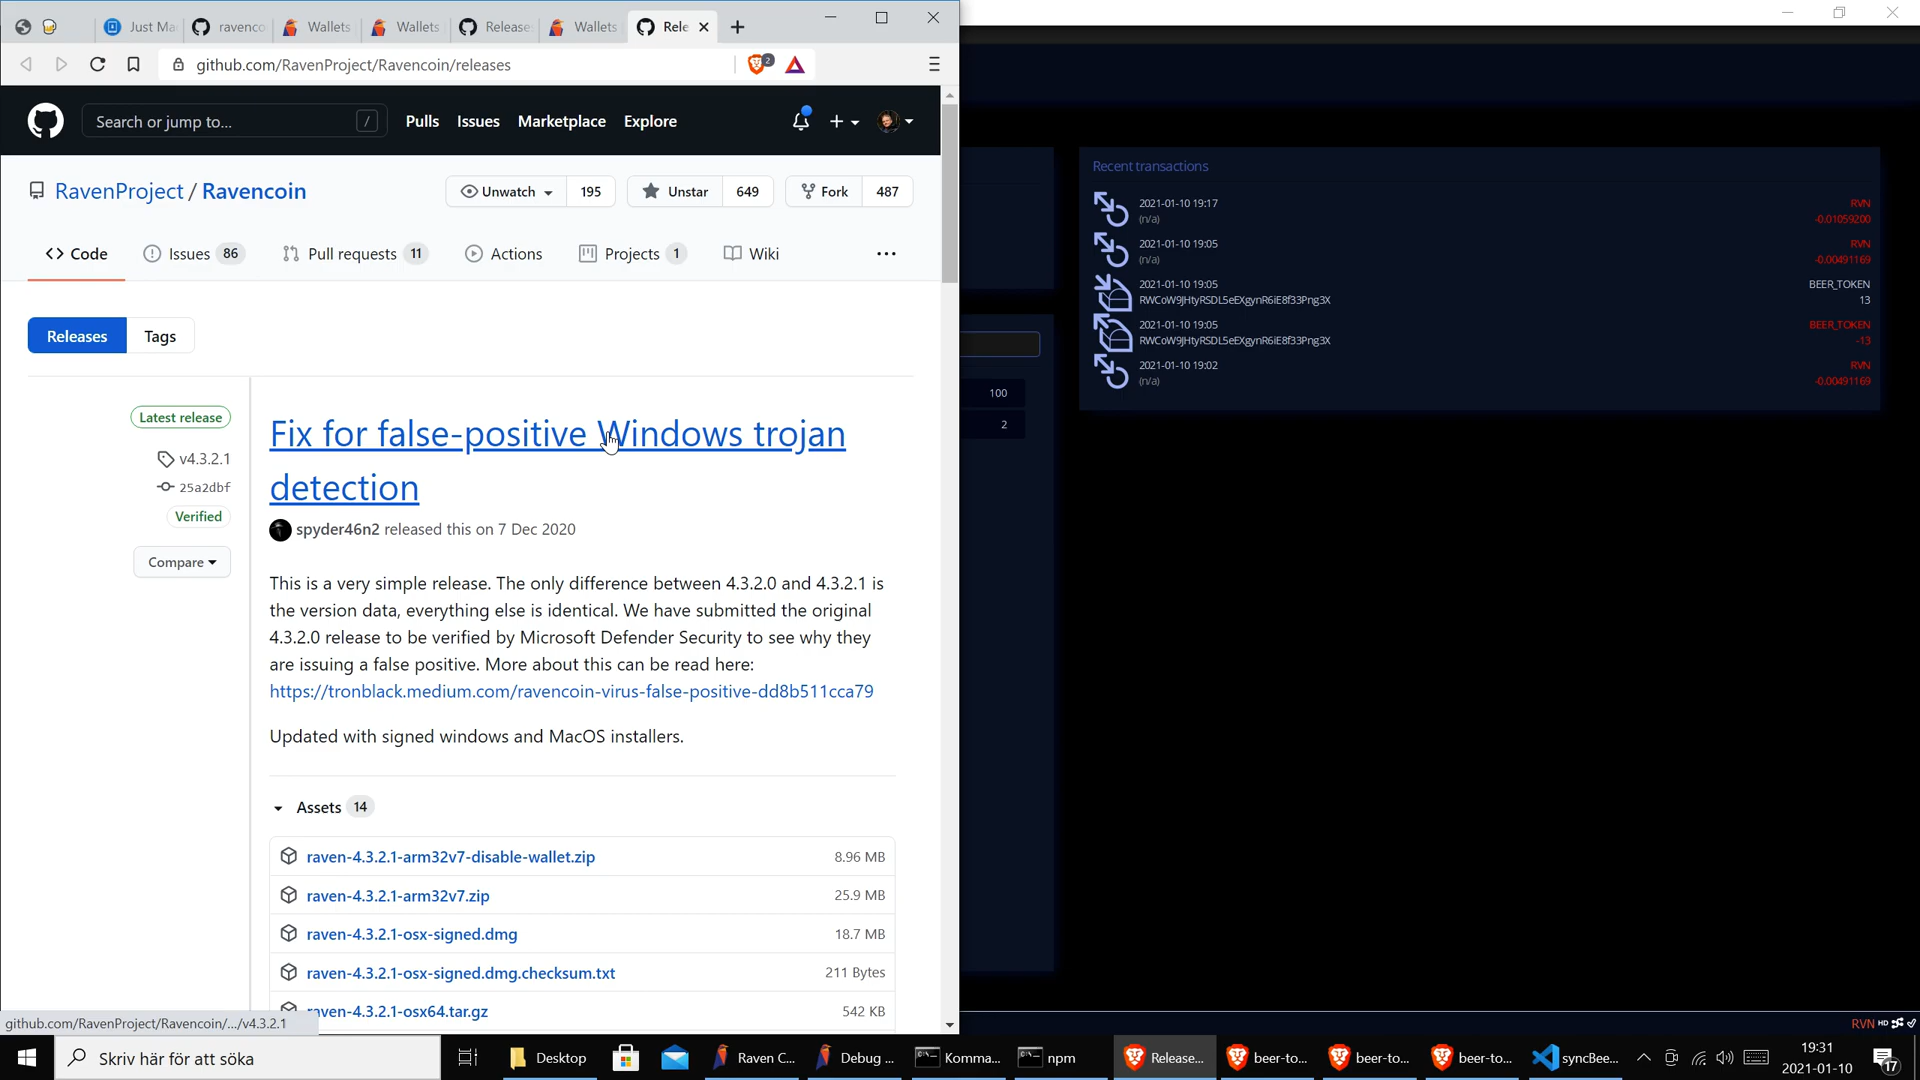 Just Ma
ravenco
Wallets
Wallets
Release
Wallets
Rele
github.com/RavenProject/Ravencoin/releases
2
Search or jump to...
/
Pulls
Issues
Marketplace
Explore
RavenProject / Ravencoin
Unwatch
195
Unstar
649
Fork
487
Code
Issues 86
Pull requests 11
Actions
Projects 1
Wiki
Releases
Tags
Latest release
v4.3.2.1
25a2dbf
Verified
Compare
Fix for false-positive Windows trojan
detection
spyder46n2 released this on 7 Dec 2020
This is a very simple release. The only difference between 4.3.2.0 and 4.3.2.1 is
the version data, everything else is identical. We have submitted the original
4.3.2.0 release to be verified by Microsoft Defender Security to see why they
are issuing a false positive. More about this can be read here:
https://tronblack.medium.com/ravencoin-virus-false-positive-dd8b511cca79
Updated with signed windows and MacOS installers.
Assets 14
raven-4.3.2.1-arm32v7-disable-wallet.zip
8.96 MB
raven-4.3.2.1-arm32v7.zip
25.9 MB
raven-4.3.2.1-osx-signed.dmg
18.7 MB
raven-4.3.2.1-osx-signed.dmg.checksum.txt
211 Bytes
raven-4.3.2.1-osx64.tar.gz
542 KB
github.com/RavenProject/Ravencoin/.../v4.3.2.1
100
2
Recent transactions
2021-01-10 19:17
RVN
(n/a)
-0.01059200
2021-01-10 19:05
RVN
(n/a)
-0.00491169
2021-01-10 19:05
BEER_TOKEN
RWCoW9JHtyRSDL5eEXgynR6iE8f33Png3X
13
2021-01-10 19:05
BEER_TOKEN
RWCoW9JHtyRSDL5eEXgynR6iE8f33Png3X
-13
2021-01-10 19:02
RVN
(n/a)
-0.00491169
RVN HD
Skriv här för att söka
Desktop
Raven C...
Debug ...
Komma...
npm
Release...
beer-to...
beer-to...
beer-to...
syncBee...
19:31
2021-01-10
17